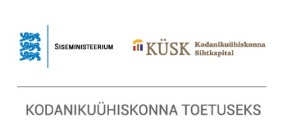 SISEMINISTEERIUM
KÜSK Kodanikuühiskonna
Sihtkapital
KODANIKUÜHISKONNA TOETUSEKS